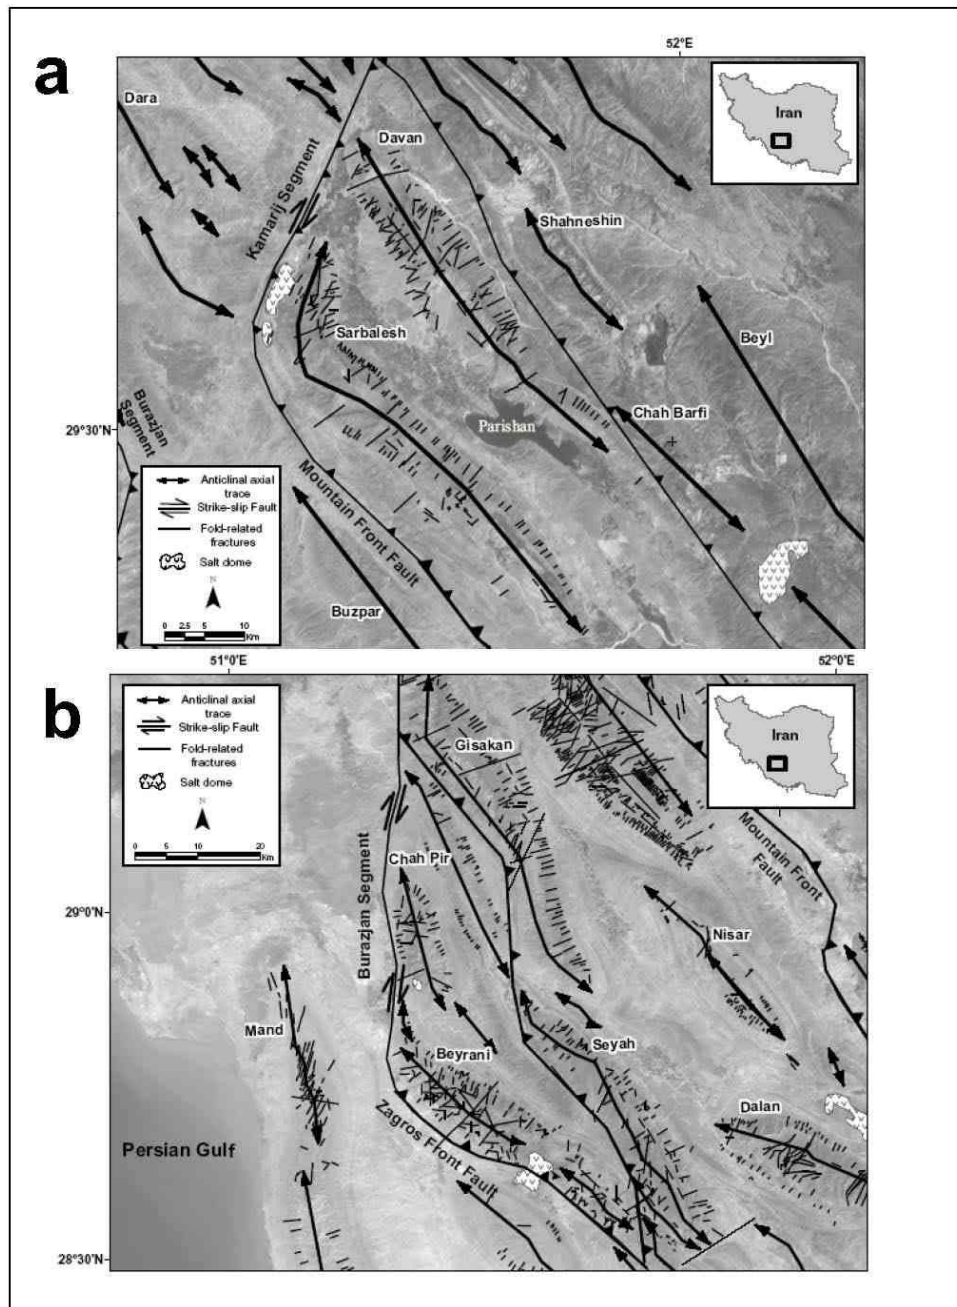 a
52°E
Dara
Davan
Iran
Kamarij Segment
Shahneshin
Sarbalesh
Beyl
Burazjan
Segment
29°30'N
Parishan
Chah Barfi
Mountain Front Fault
Buzpar
Anticlinal axial
trace
Strike-slip Fault
Fold-related
fractures
Salt dome
N
0 2.5 5 10
Km
51°0'E
52°0'E
b
Anticlinal axial
trace
Strike-slip Fault
Fold-related
fractures
Salt dome
N
0 5 10 20
Km
Gisakan
Iran
Mountain Front
Fault
Chah Pir
Burazjan Segment
29°0'N
Nisar
Mand
Seyah
Beyrani
Dalan
Zagros Front Fault
Persian Gulf
28°30'N